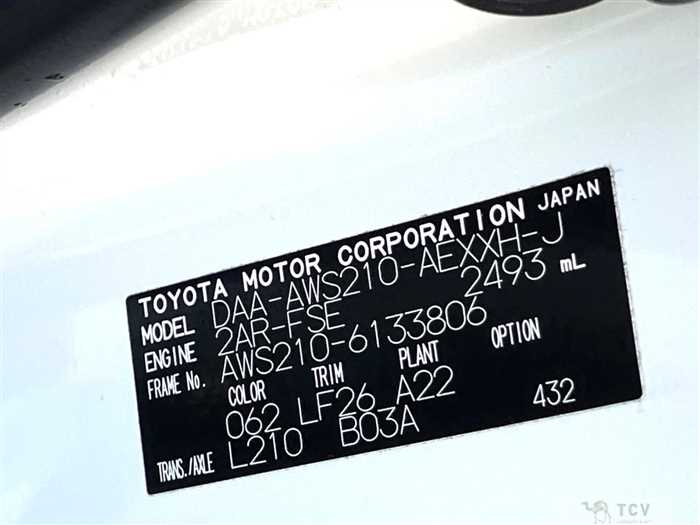 TOYOTA MOTOR CORPORATION JAPAN
MODEL DAA-AWS210-AEXXH-J
ENGINE 2AR-FSE 2493 mL
FRAME No. AWS210-6133806
COLOR TRIM PLANT OPTION
062 LF26 A22
TRANS./AXLE L210 B03A 432
TCV